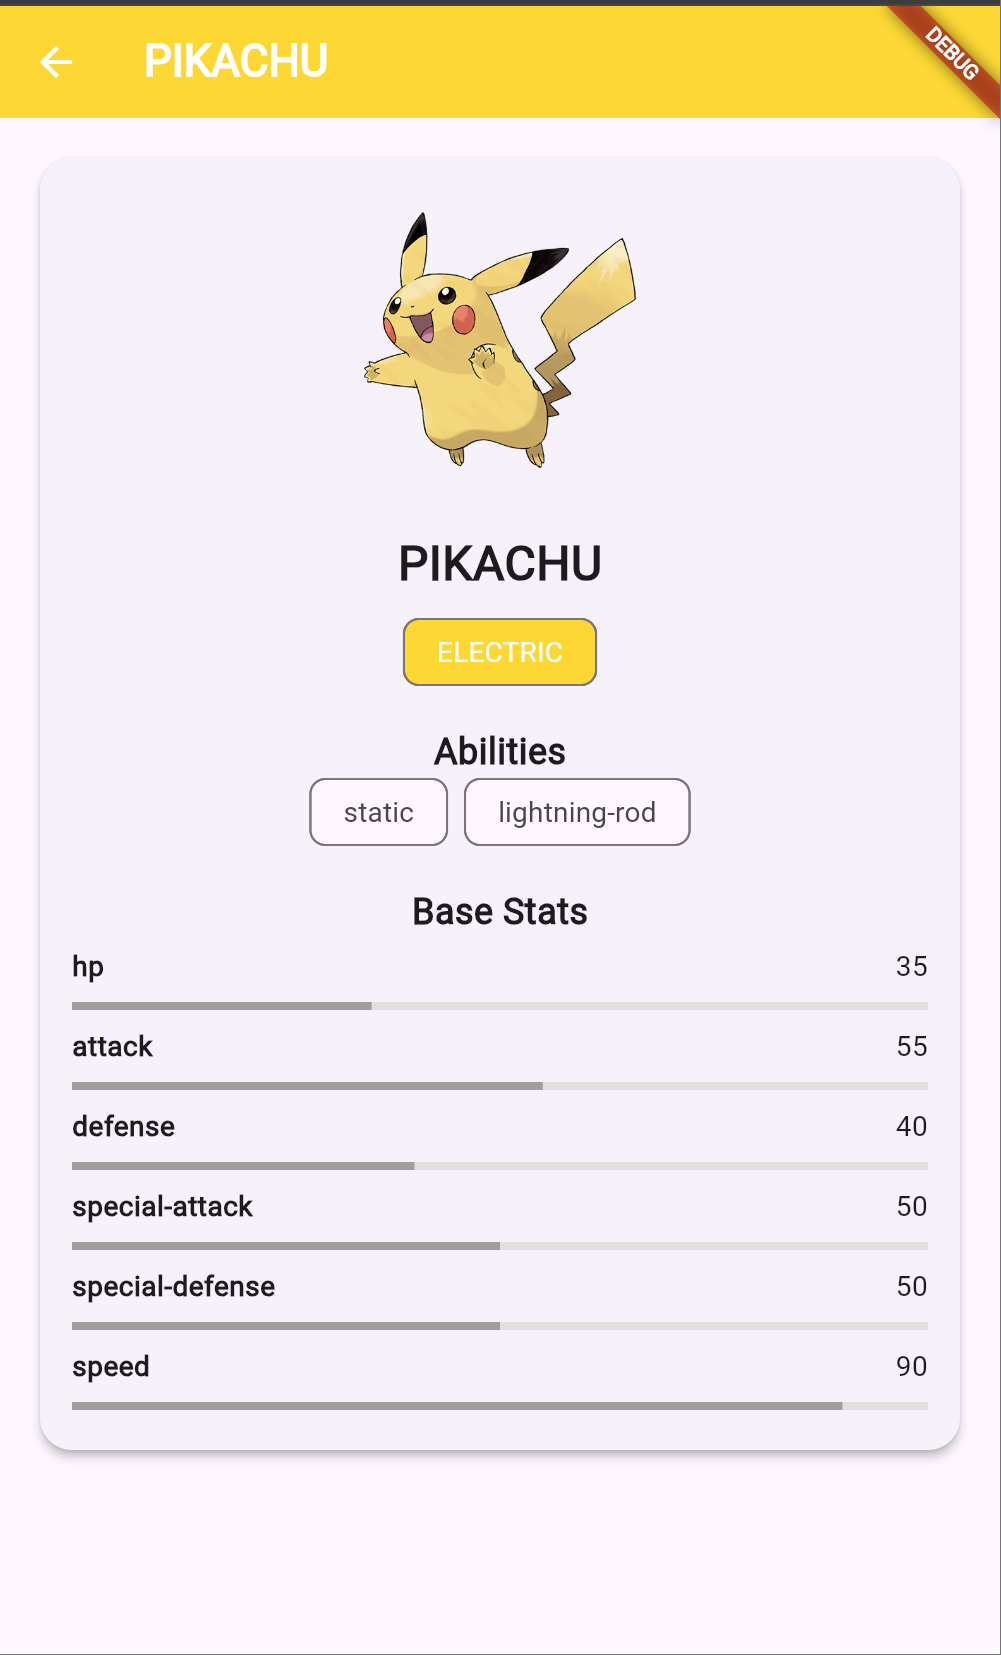 PIKACHU
DEBUG
PIKACHU
ELECTRIC
Abilities
static lightning-rod
Base Stats
hp 35
attack 55
defense 40
special-attack 50
special-defense 50
speed 90